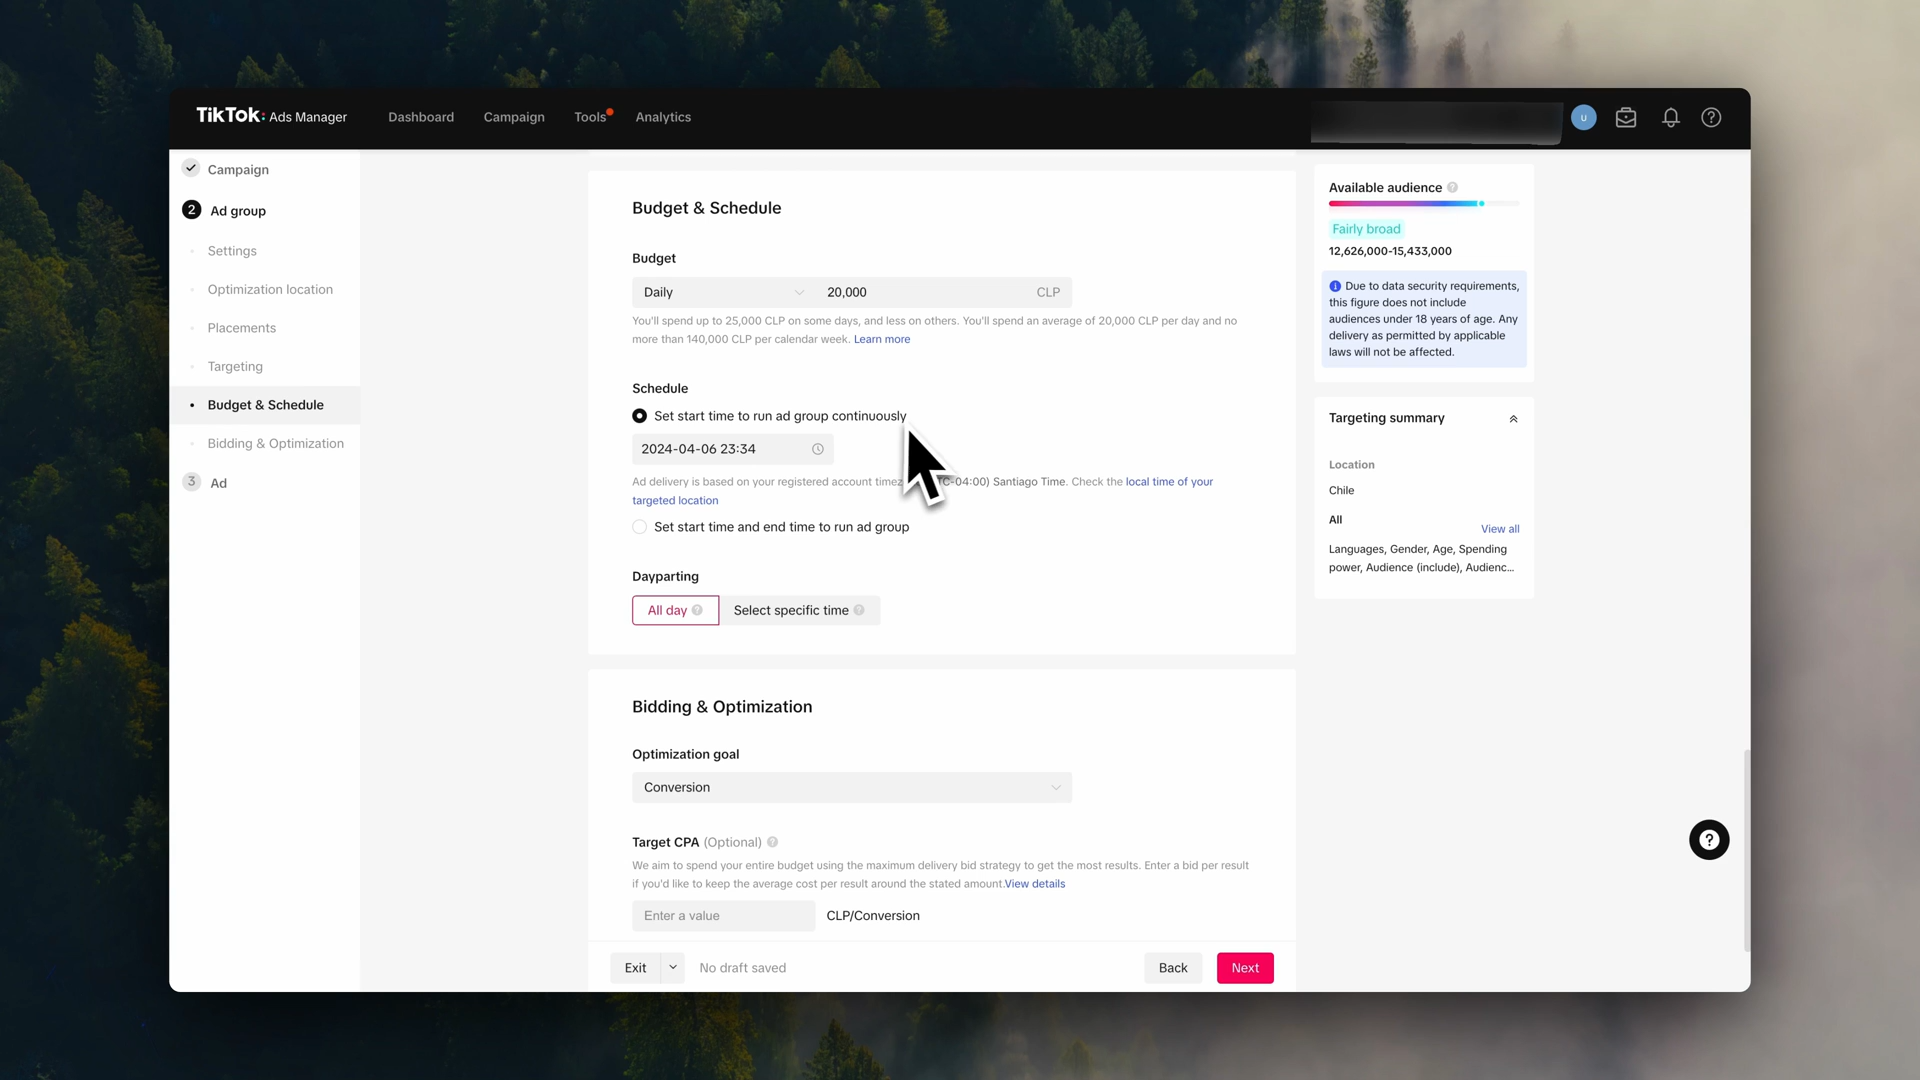 TikTok: Ads Manager
Dashboard
Campaign
Tools
Analytics
U
Campaign
2 Ad group
Settings
Optimization location
Placements
Targeting
Budget & Schedule
Bidding & Optimization
3 Ad
Budget & Schedule
Budget
Daily
20,000
CLP
You'll spend up to 25,000 CLP on some days, and less on others. You'll spend an average of 20,000 CLP per day and no
more than 140,000 CLP per calendar week. Learn more
Schedule
Set start time to run ad group continuously
2024-04-06 23:34
Ad delivery is based on your registered account C-04:00) Santiago Time. Check the local time of your
targeted location
Set start time and end time to run ad group
Dayparting
All day
Select specific time
Bidding & Optimization
Optimization goal
Conversion
Target CPA (Optional)
We aim to spend your entire budget using the maximum delivery bid strategy to get the most results. Enter a bid per result
if you'd like to keep the average cost per result around the stated amount.View details
Enter a value
CLP/Conversion
Exit
No draft saved
Back
Next
Available audience
Fairly broad
12,626,000-15,433,000
Due to data security requirements,
this figure does not include
audiences under 18 years of age. Any
delivery as permitted by applicable
laws will not be affected.
Targeting summary
Location
Chile
All
View all
Languages, Gender, Age, Spending
power, Audience (include), Audienc...